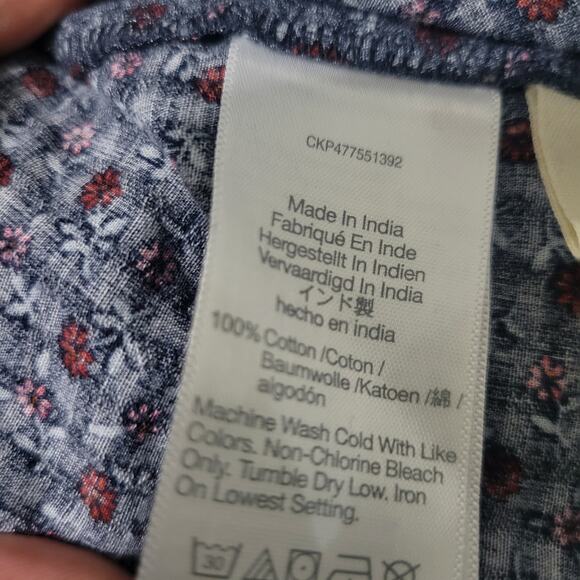 CKP477551392
Made In India
Fabriqué En Inde
Hergestellt In Indien
Vervaardigd In India
インド製
hecho en india
100% Cotton /Coton /
Baumwolle /Katoen /綿 /
algodón
Machine Wash Cold With Like
Colors. Non-Chlorine Bleach
Only. Tumble Dry Low. Iron
On Lowest Setting.
30